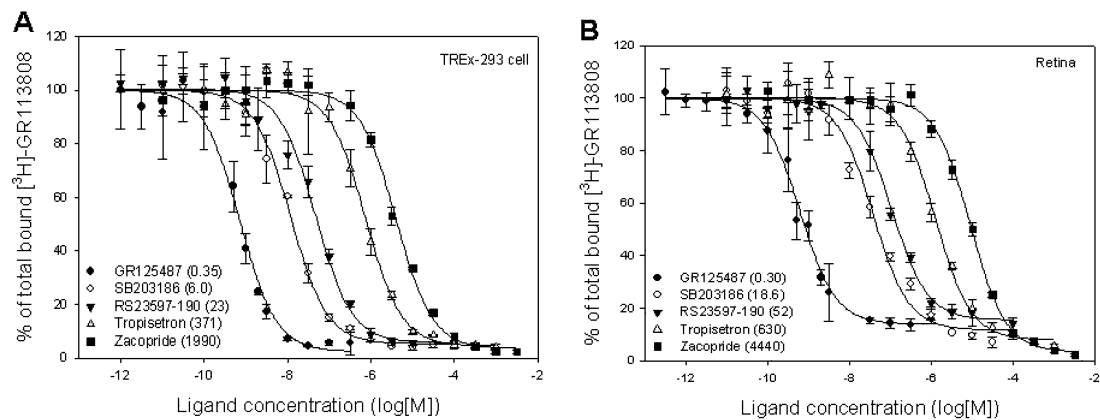 A
% of total bound [³H]-GR113808
120
100
80
60
40
20
0
TREx-293 cell
GR125487 (0.35)
SB203186 (6.0)
RS23597-190 (23)
Tropisetron (371)
Zacopride (1990)
-12 -10 -8 -6 -4 -2
Ligand concentration (log[M])
B
% of total bound [³H]-GR113808
120
100
80
60
40
20
0
Retina
GR125487 (0.30)
SB203186 (18.6)
RS23597-190 (52)
Tropisetron (630)
Zacopride (4440)
-12 -10 -8 -6 -4 -2
Ligand concentration (log[M])